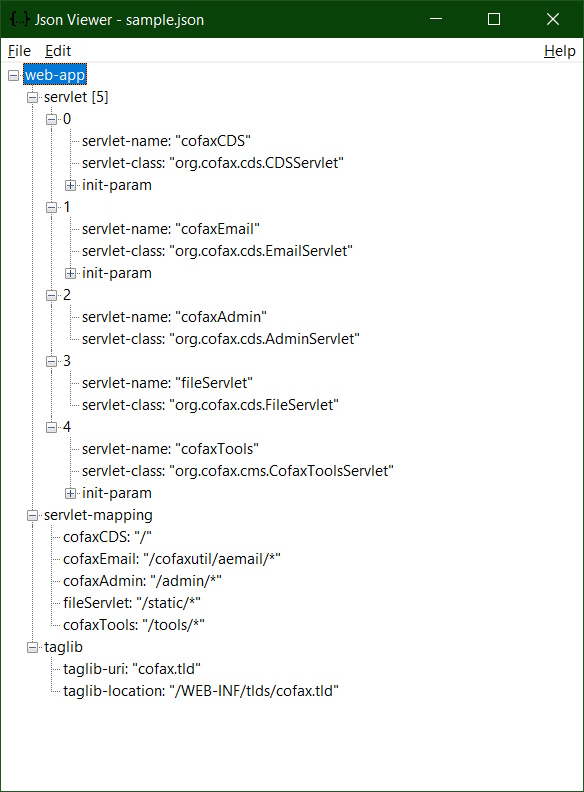 Json Viewer - sample.json
File Edit Help
web-app
servlet [5]
0
servlet-name: "cofaxCDS"
servlet-class: "org.cofax.cds.CDSServlet"
init-param
1
servlet-name: "cofaxEmail"
servlet-class: "org.cofax.cds.EmailServlet"
init-param
2
servlet-name: "cofaxAdmin"
servlet-class: "org.cofax.cds.AdminServlet"
3
servlet-name: "fileServlet"
servlet-class: "org.cofax.cds.FileServlet"
4
servlet-name: "cofaxTools"
servlet-class: "org.cofax.cms.CofaxToolsServlet"
init-param
servlet-mapping
cofaxCDS: "/"
cofaxEmail: "/cofaxutil/aemail/*"
cofaxAdmin: "/admin/*"
fileServlet: "/static/*"
cofaxTools: "/tools/*"
taglib
taglib-uri: "cofax.tld"
taglib-location: "/WEB-INF/tlds/cofax.tld"